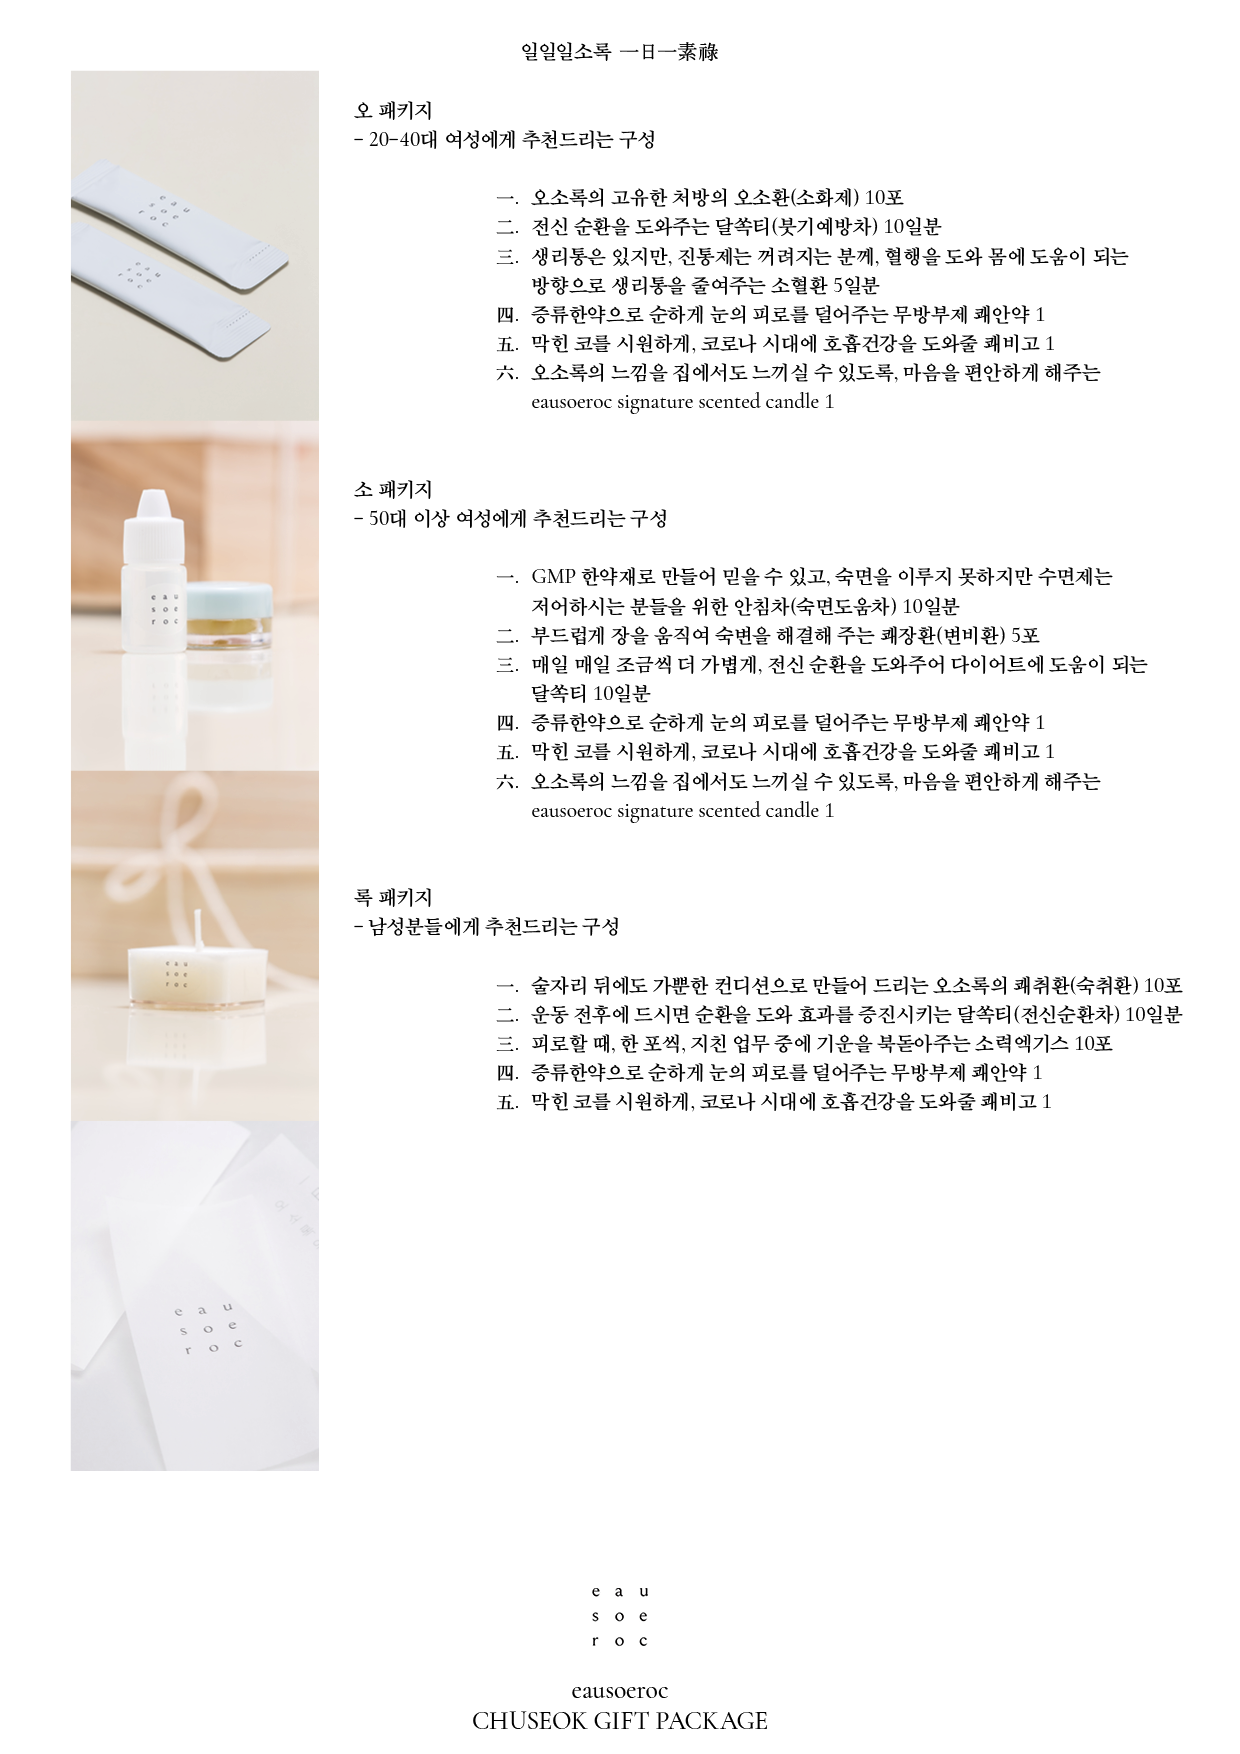 일일일소록 一日一素祿
오 패키지
- 20-40대 여성에게 추천드리는 구성
一. 오소록의 고유한 처방의 오소환(소화제) 10포
二. 전신 순환을 도와주는 달쏙티(붓기예방차) 10일분
三. 생리통은 있지만, 진통제는 꺼려지는 분께, 혈행을 도와 몸에 도움이 되는
방향으로 생리통을 줄여주는 소혈환 5일분
四. 증류한약으로 순하게 눈의 피로를 덜어주는 무방부제 쾌안약 1
五. 막힌 코를 시원하게, 코로나 시대에 호흡건강을 도와줄 쾌비고 1
六. 오소록의 느낌을 집에서도 느끼실 수 있도록, 마음을 편안하게 해주는
eausoeroc signature scented candle 1
소 패키지
- 50대 이상 여성에게 추천드리는 구성
一. GMP 한약재로 만들어 믿을 수 있고, 숙면을 이루지 못하지만 수면제는
저어하시는 분들을 위한 안침차(숙면도움차) 10일분
二. 부드럽게 장을 움직여 숙변을 해결해 주는 쾌장환(변비환) 5포
三. 매일 매일 조금씩 더 가볍게, 전신 순환을 도와주어 다이어트에 도움이 되는
달쏙티 10일분
四. 증류한약으로 순하게 눈의 피로를 덜어주는 무방부제 쾌안약 1
五. 막힌 코를 시원하게, 코로나 시대에 호흡건강을 도와줄 쾌비고 1
六. 오소록의 느낌을 집에서도 느끼실 수 있도록, 마음을 편안하게 해주는
eausoeroc signature scented candle 1
록 패키지
- 남성분들에게 추천드리는 구성
一. 술자리 뒤에도 가뿐한 컨디션으로 만들어 드리는 오소록의 쾌취환(숙취환) 10포
二. 운동 전후에 드시면 순환을 도와 효과를 증진시키는 달쏙티(전신순환차) 10일분
三. 피로할 때, 한 포씩, 지친 업무 중에 기운을 북돋아주는 소력엑기스 10포
四. 증류한약으로 순하게 눈의 피로를 덜어주는 무방부제 쾌안약 1
五. 막힌 코를 시원하게, 코로나 시대에 호흡건강을 도와줄 쾌비고 1
e a u
s o e
r o c
e a u
s o e
r o c
e a u
s o e
r o c
e a u
s o e
r o c
e a u
s o e
r o c
e a u
s o e
r o c
eausoeroc
CHUSEOK GIFT PACKAGE